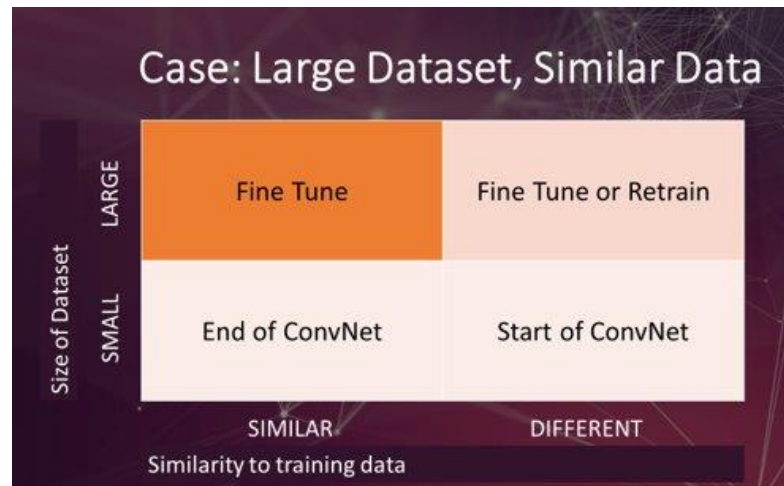 Case: Large Dataset, Similar Data
Size of Dataset
LARGE
Fine Tune
Fine Tune or Retrain
SMALL
End of ConvNet
Start of ConvNet
SIMILAR
DIFFERENT
Similarity to training data